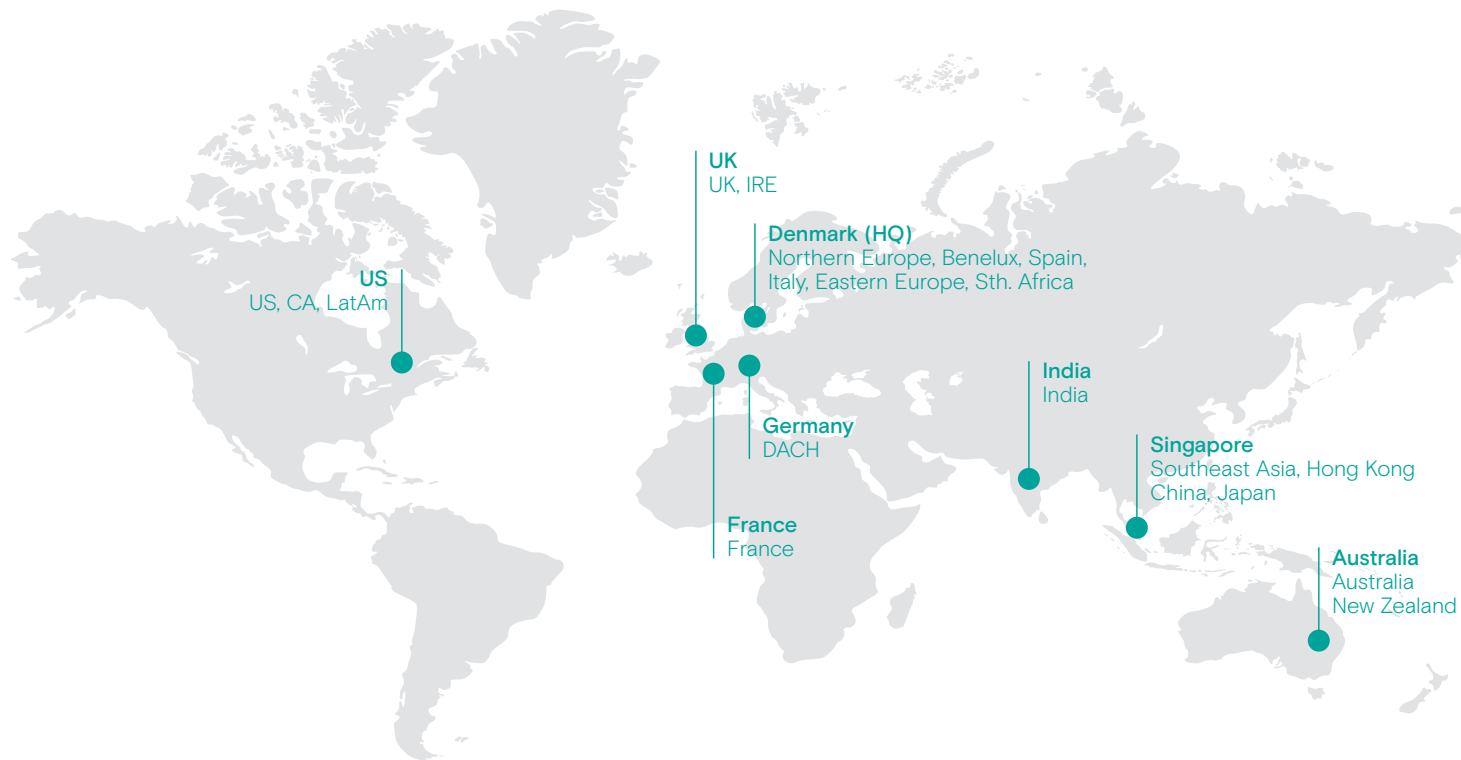 UK
UK, IRE
Denmark (HQ)
Northern Europe, Benelux, Spain,
Italy, Eastern Europe, Sth. Africa
US
US, CA, LatAm
India
India
Germany
DACH
Singapore
Southeast Asia, Hong Kong
China, Japan
France
France
Australia
Australia
New Zealand